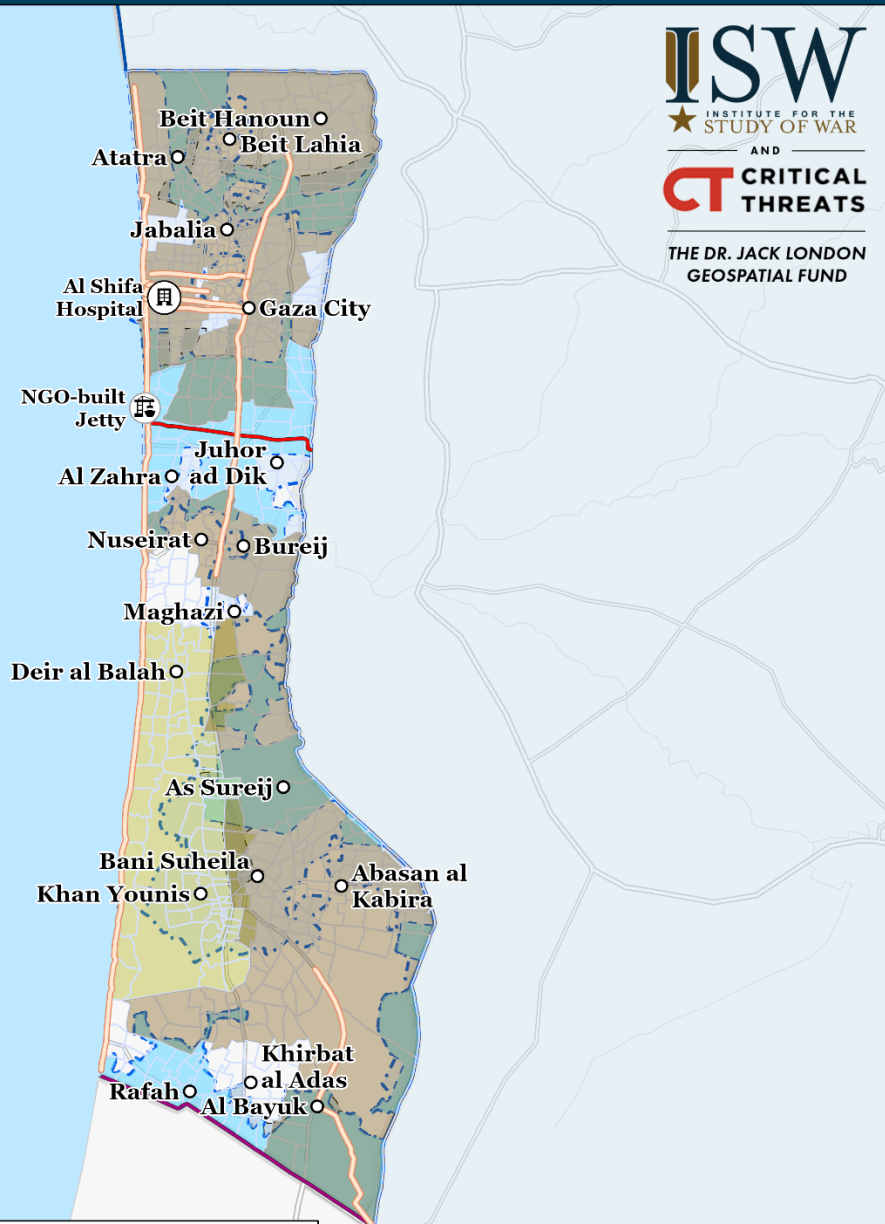 ISW
INSTITUTE FOR THE
STUDY OF WAR
AND
CT CRITICAL
THREATS
THE DR. JACK LONDON
GEOSPATIAL FUND
Beit Hanoun
Beit Lahia
Atatra
Jabalia
Al Shifa
Hospital
Gaza City
NGO-built
Jetty
Juhor
ad Dik
Al Zahra
Nuseirat
Bureij
Maghazi
Deir al Balah
As Sureij
Bani Suheila
Abasan al
Kabira
Khan Younis
Khirbat
al Adas
Rafah
Al Bayuk